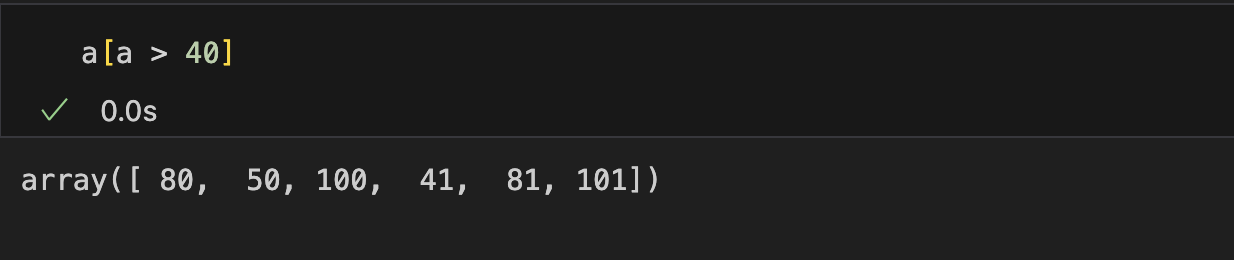 a[a > 40]
✓ 0.0s
array([ 80,  50, 100,  41,  81, 101])